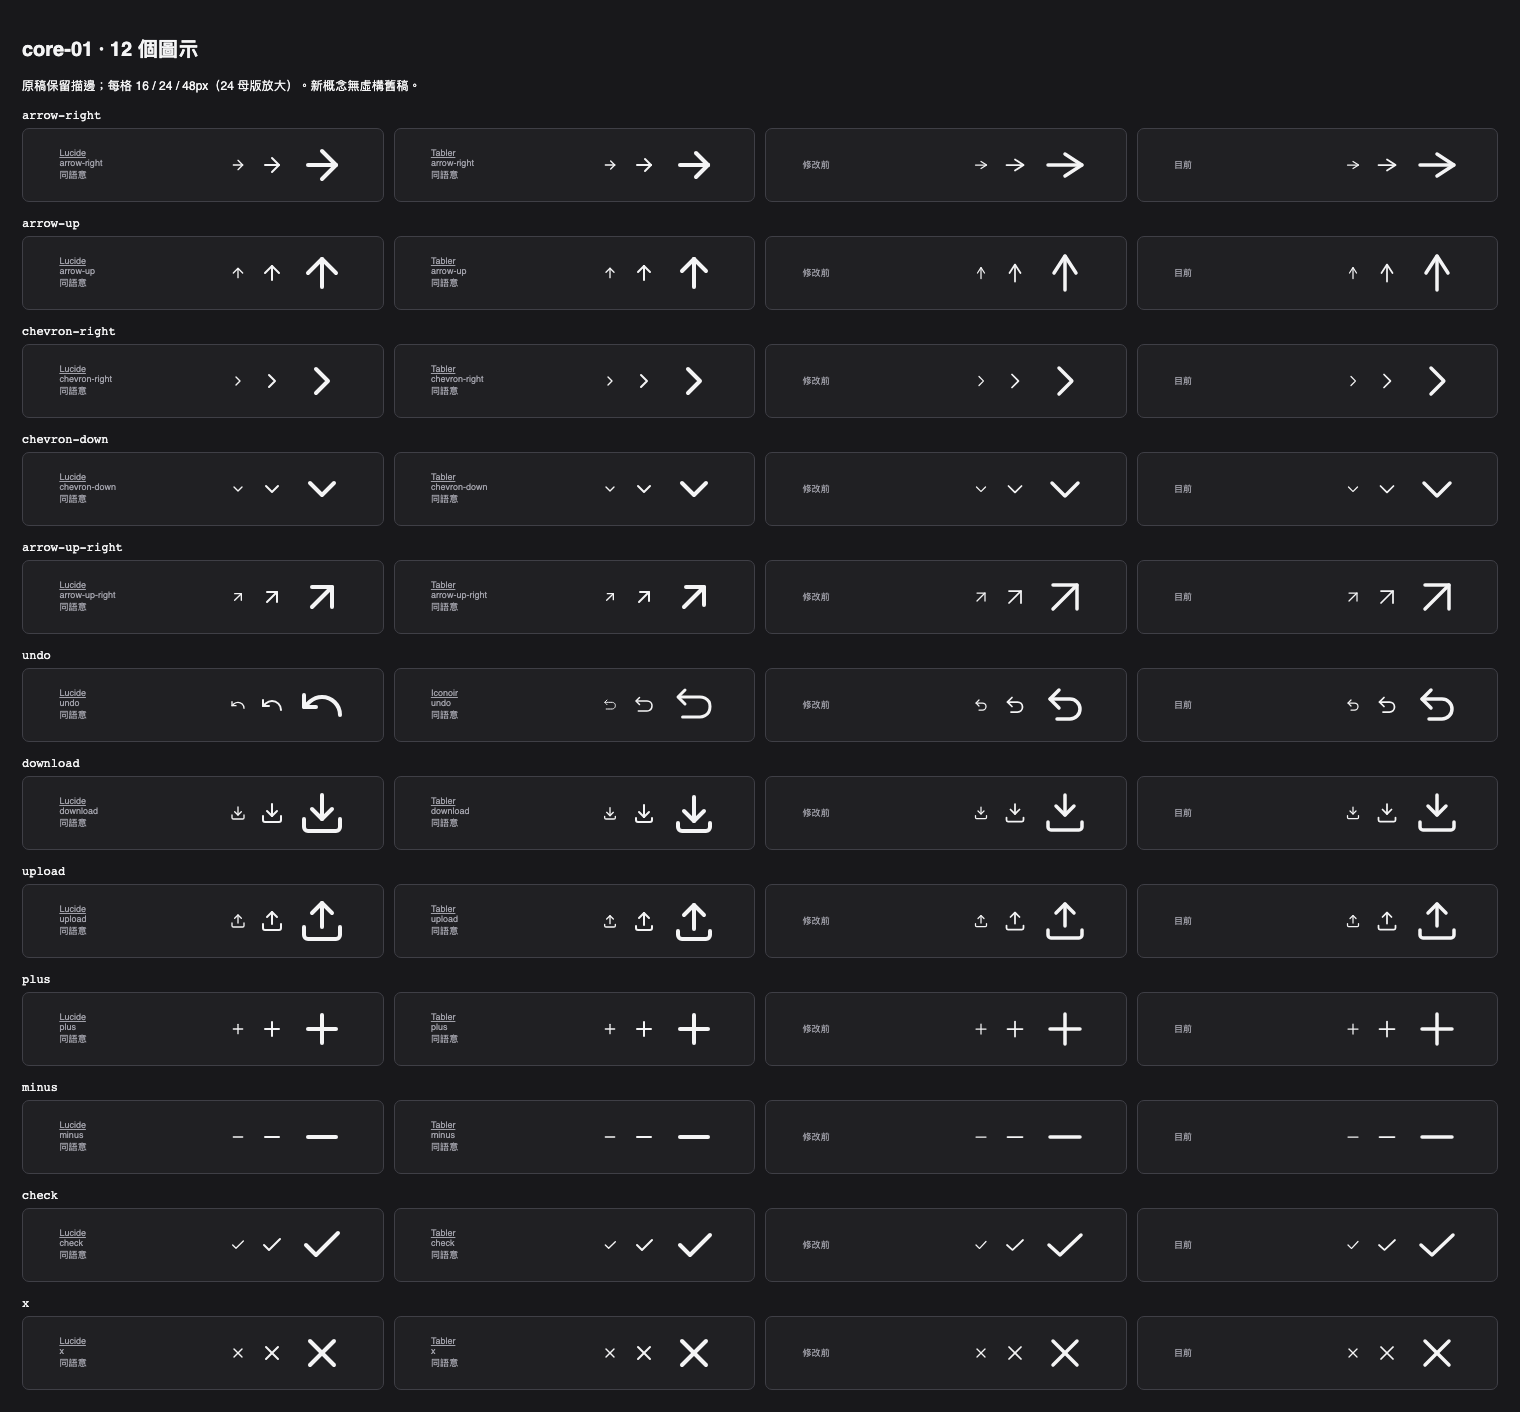 core-01 · 12 個圖示
原稿保留描邊；每格 16 / 24 / 48px（24 母版放大）。新概念無虛構舊稿。
arrow-right
Lucide
arrow-right
同語意
Tabler
arrow-right
同語意
修改前
目前
arrow-up
Lucide
arrow-up
同語意
Tabler
arrow-up
同語意
修改前
目前
chevron-right
Lucide
chevron-right
同語意
Tabler
chevron-right
同語意
修改前
目前
chevron-down
Lucide
chevron-down
同語意
Tabler
chevron-down
同語意
修改前
目前
arrow-up-right
Lucide
arrow-up-right
同語意
Tabler
arrow-up-right
同語意
修改前
目前
undo
Lucide
undo
同語意
Iconoir
undo
同語意
修改前
目前
download
Lucide
download
同語意
Tabler
download
同語意
修改前
目前
upload
Lucide
upload
同語意
Tabler
upload
同語意
修改前
目前
plus
Lucide
plus
同語意
Tabler
plus
同語意
修改前
目前
minus
Lucide
minus
同語意
Tabler
minus
同語意
修改前
目前
check
Lucide
check
同語意
Tabler
check
同語意
修改前
目前
x
Lucide
x
同語意
Tabler
x
同語意
修改前
目前